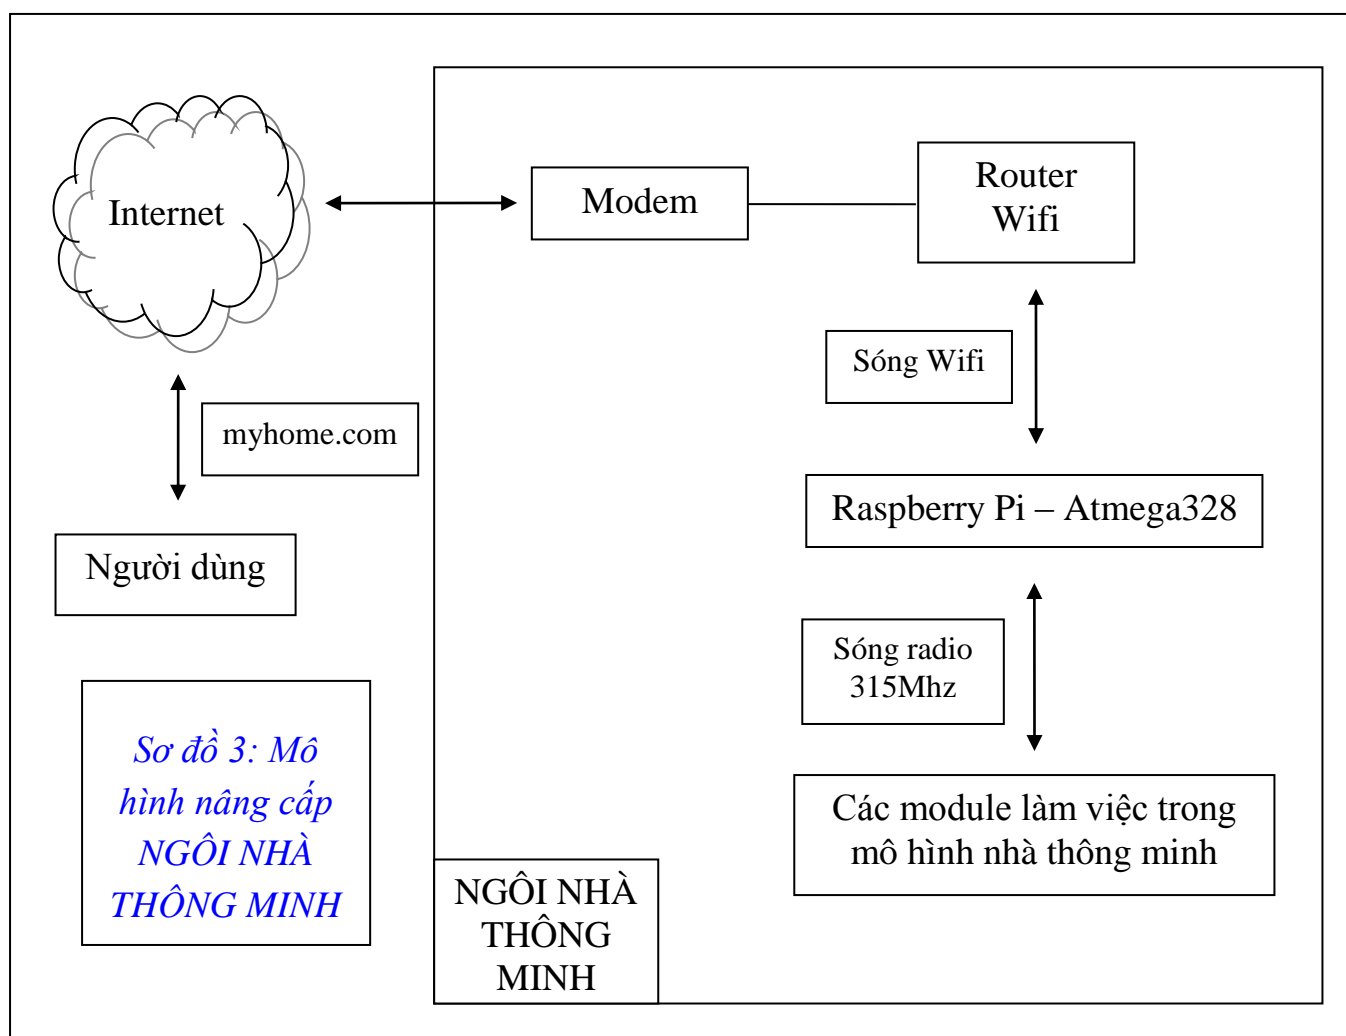 Internet
Modem
Router
Wifi
Sóng Wifi
myhome.com
Raspberry Pi – Atmega328
Người dùng
Sóng radio
315Mhz
Sơ đồ 3: Mô
hình nâng cấp
NGÔI NHÀ
THÔNG MINH
Các module làm việc trong
mô hình nhà thông minh
NGÔI NHÀ
THÔNG
MINH